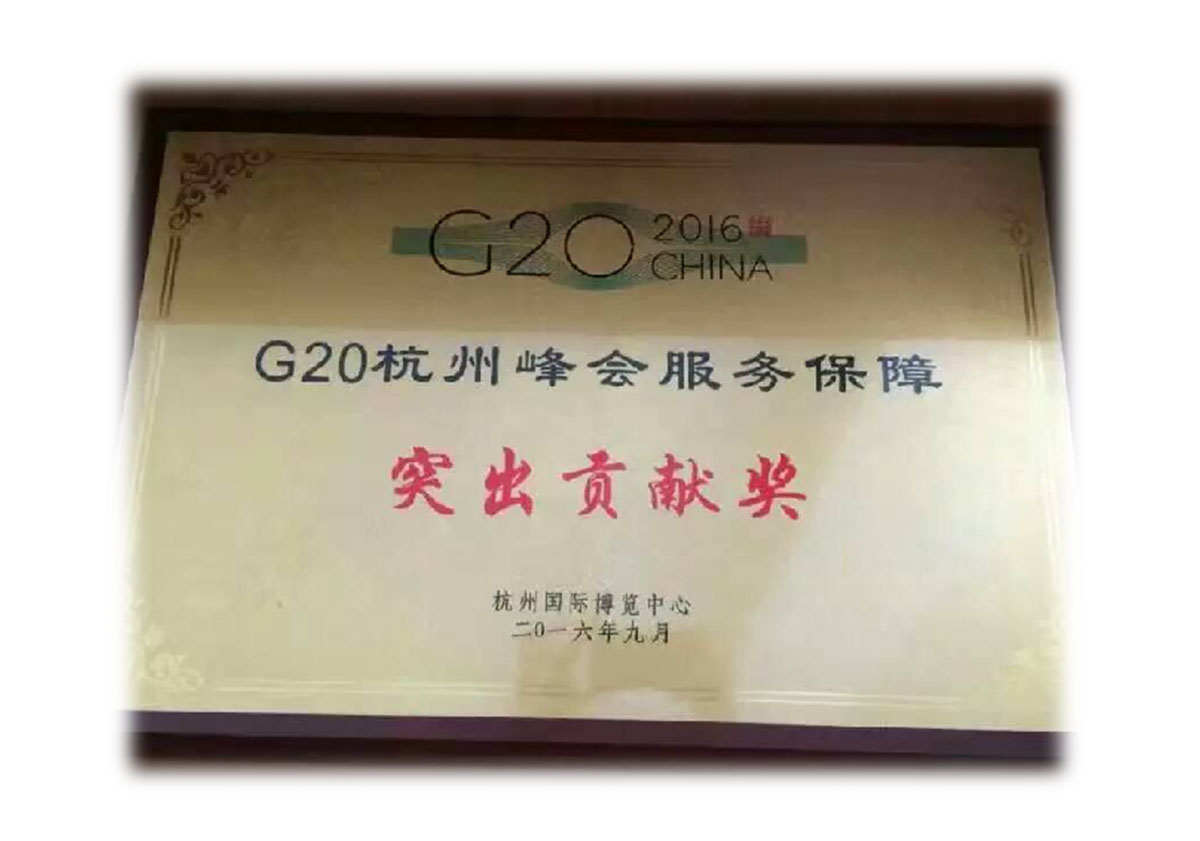 G20 2016
CHINA
G20杭州峰会服务保障
突出贡献奖
杭州国际博览中心
二0一六年九月